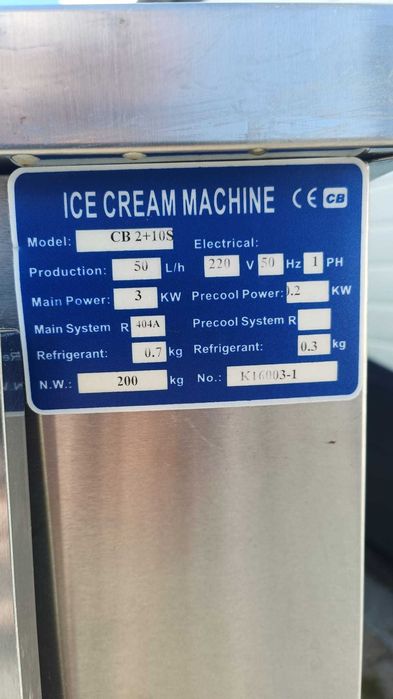 ICE CREAM MACHINE CE CB
Model: CB 2+10S Electrical:
Production: 50 L/h 220 V 50 Hz 1 PH
Main Power: 3 KW Precool Power: 0.2 KW
Main System R 404A Precool System R
Refrigerant: 0.7 kg Refrigerant: 0.3 kg
N.W.: 200 kg No.: K16003-1